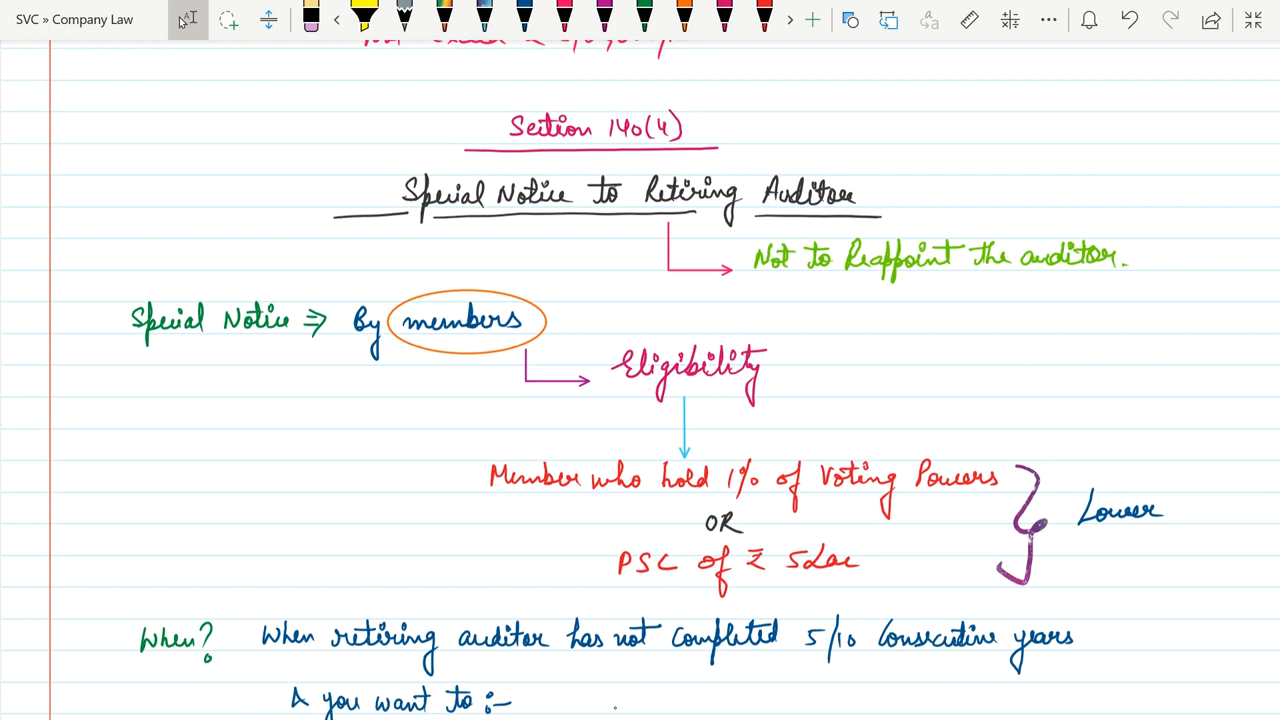 SVC » Company Law
Section 140(4)
Special Notice to Retiring Auditor
Not to Reappoint the auditor.
Special Notice ⇒ By members
Eligibility
Member who hold 1% of Voting Powers
OR
PSC of ₹ 5 Lac
Lower
When? When retiring auditor has not completed 5/10 Consecutive years
& you want to :-